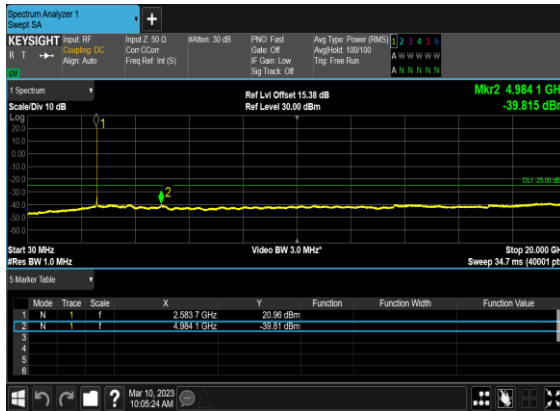 Spectrum Analyzer 1
Swept SA
+
KEYSIGHT
R T
Input: RF
Coupling: DC
Align: Auto
Input Z: 50 Ω
Corr CCorr
Freq Ref: Int (S)
#Atten: 30 dB
PNO: Fast
Gate: Off
IF Gain: Low
Sig Track: Off
Avg Type: Power (RMS)
Avg|Hold: 100/100
Trig: Free Run
1 2 3 4 5 6
A W W W W W
A N N N N N
1 Spectrum
Scale/Div 10 dB
Ref Lvl Offset 15.38 dB
Ref Level 30.00 dBm
Mkr2 4.984 1 GHz
-39.815 dBm
Log
20.0
10.0
0.00
-10.0
-20.0
-30.0
-40.0
-50.0
-60.0
1
2
DL1 -25.00 dB
Start 30 MHz
#Res BW 1.0 MHz
Video BW 3.0 MHz*
Stop 20.000 GH
Sweep 34.7 ms (40001 pt
5 Marker Table
Mode Trace Scale X Y Function Function Width Function Value
1 N 1 f 2.583 7 GHz 20.96 dBm
2 N 1 f 4.984 1 GHz -39.81 dBm
3
4
5
6
?
Mar 10, 2023
10:05:24 AM